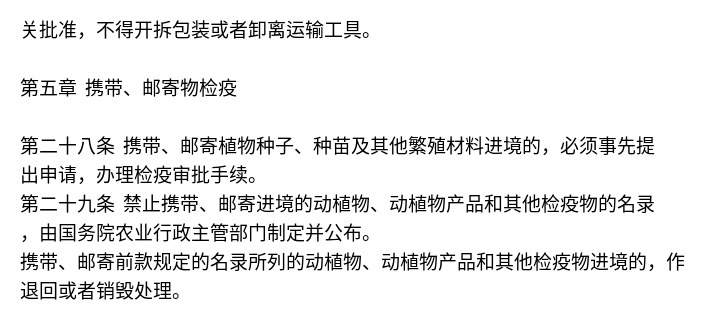 关批准，不得开拆包装或者卸离运输工具。
第五章 携带、邮寄物检疫
第二十八条 携带、邮寄植物种子、种苗及其他繁殖材料进境的，必须事先提
出申请，办理检疫审批手续。
第二十九条 禁止携带、邮寄进境的动植物、动植物产品和其他检疫物的名录
，由国务院农业行政主管部门制定并公布。
携带、邮寄前款规定的名录所列的动植物、动植物产品和其他检疫物进境的，作
退回或者销毁处理。